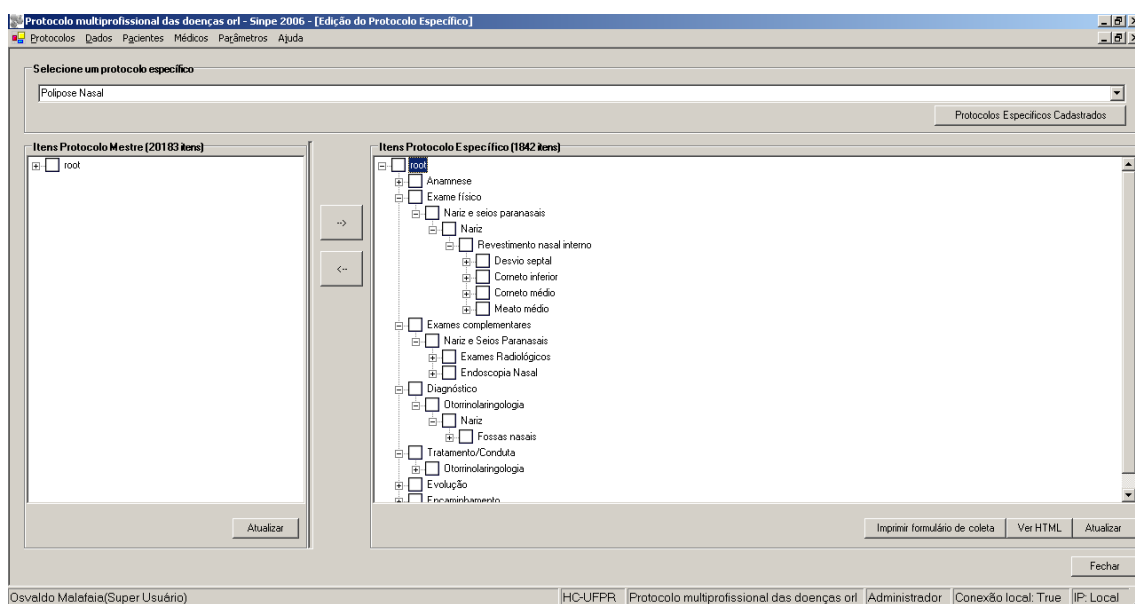 Protocolo multiprofissional das doenças orl - Sinpe 2006 - [Edição do Protocolo Específico]
Protocolos Dados Pacientes Médicos Parâmetros Ajuda
Selecione um protocolo específico
Polipose Nasal
Protocolos Específicos Cadastrados
Itens Protocolo Mestre (20183 itens)
root
Atualizar
-->
<--
Itens Protocolo Específico (1842 itens)
root
Anamnese
Exame físico
Nariz e seios paranasais
Nariz
Revestimento nasal interno
Desvio septal
Corneto inferior
Corneto médio
Meato médio
Exames complementares
Nariz e Seios Paranasais
Exames Radiológicos
Endoscopia Nasal
Diagnóstico
Otorrinolaringologia
Nariz
Fossas nasais
Tratamento/Conduta
Otorrinolaringologia
Evolução
Encaminhamento
Imprimir formulário de coleta Ver HTML Atualizar
Fechar
Osvaldo Malafaia(Super Usuário) HC-UFPR Protocolo multiprofissional das doenças orl Administrador Conexão local: True IP: Local